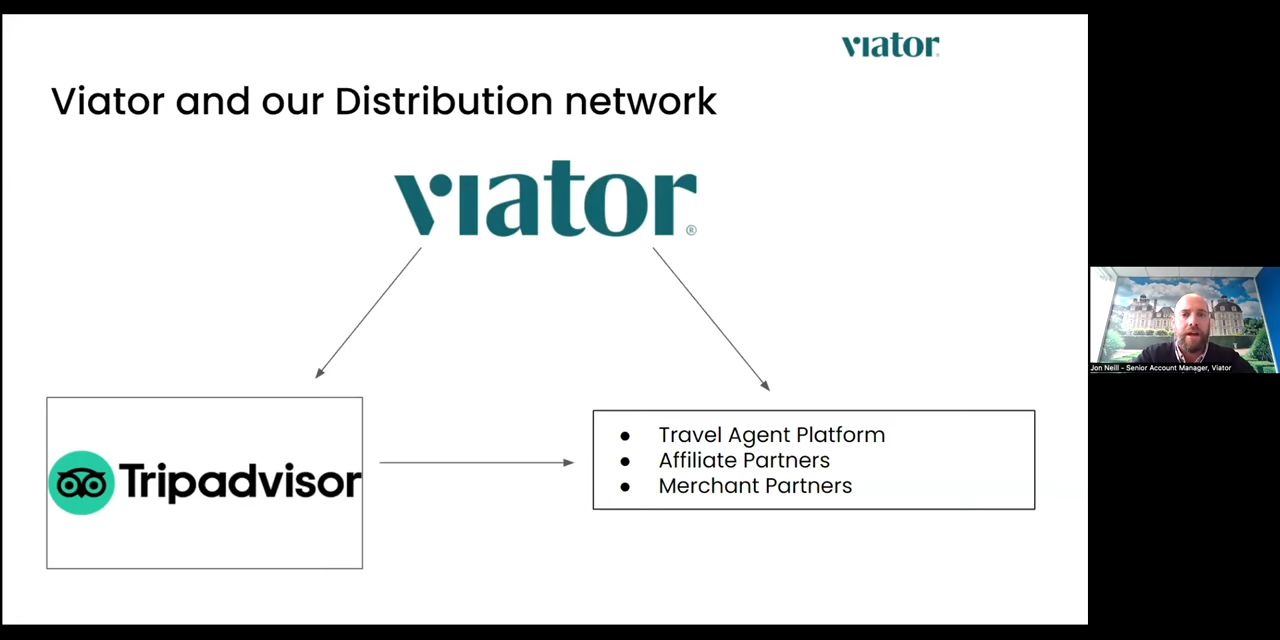 viator
Viator and our Distribution network
viator®
Tripadvisor
● Travel Agent Platform
● Affiliate Partners
● Merchant Partners
Jon Neill - Senior Account Manager, Viator